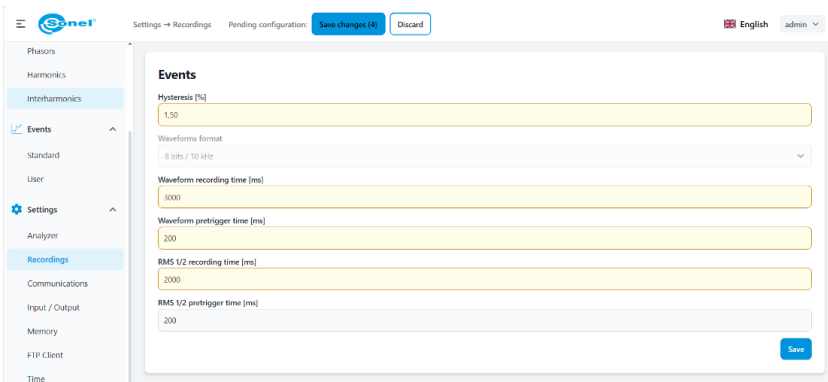 Sonel®
Settings → Recordings Pending configuration: Save changes (4) Discard English admin
Phasors
Harmonics
Interharmonics
Events
Standard
User
Settings
Analyzer
Recordings
Communications
Input / Output
Memory
FTP Client
Time
Events
Hysteresis [%]
1,50
Waveforms format
8 bits / 10 kHz
Waveform recording time [ms]
3000
Waveform pretrigger time [ms]
200
RMS 1/2 recording time [ms]
2000
RMS 1/2 pretrigger time [ms]
200
Save